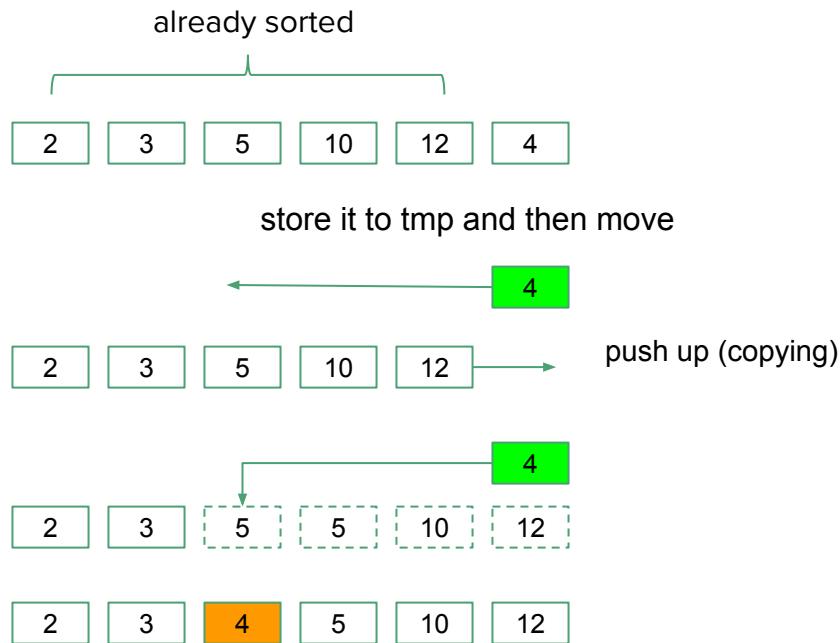 already sorted
2 3 5 10 12 4
store it to tmp and then move
4
2 3 5 10 12
push up (copying)
4
2 3 5 5 10 12
2 3 4 5 10 12